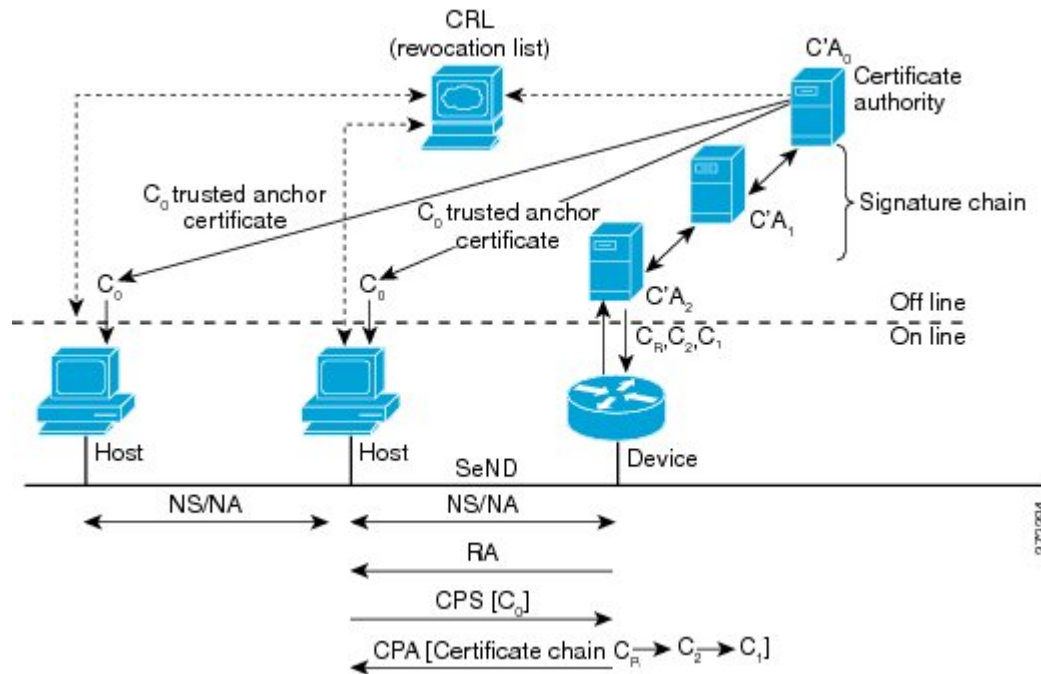 CRL
(revocation list)
C'A₀
Certificate
authority
C₀ trusted anchor
certificate
C₀ trusted anchor
certificate
C'A₁
Signature chain
C₀
C₀
C'A₂
Off line
On line
C_R,C₂,C₁
Host
Host
Device
SeND
NS/NA
NS/NA
RA
CPS [C₀]
CPA [Certificate chain C_R → C₂ → C₁]